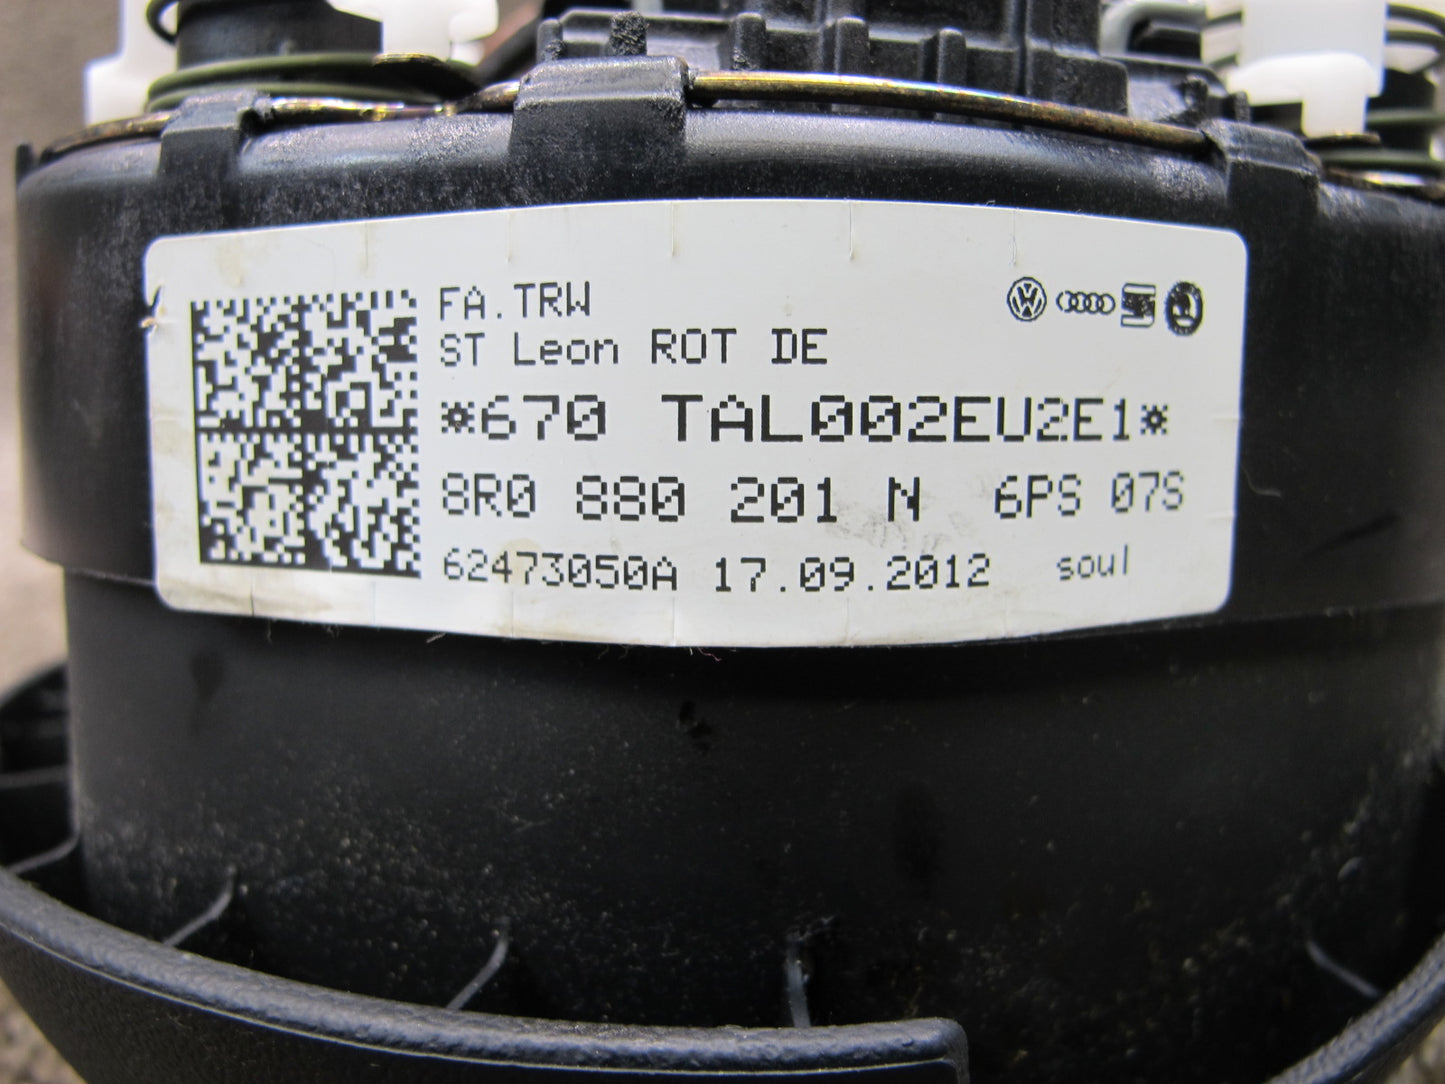 FA.TRW
ST Leon ROT DE
*670 TAL002EU2E1*
8R0 880 201 N 6PS 07S
62473050A 17.09.2012 soul